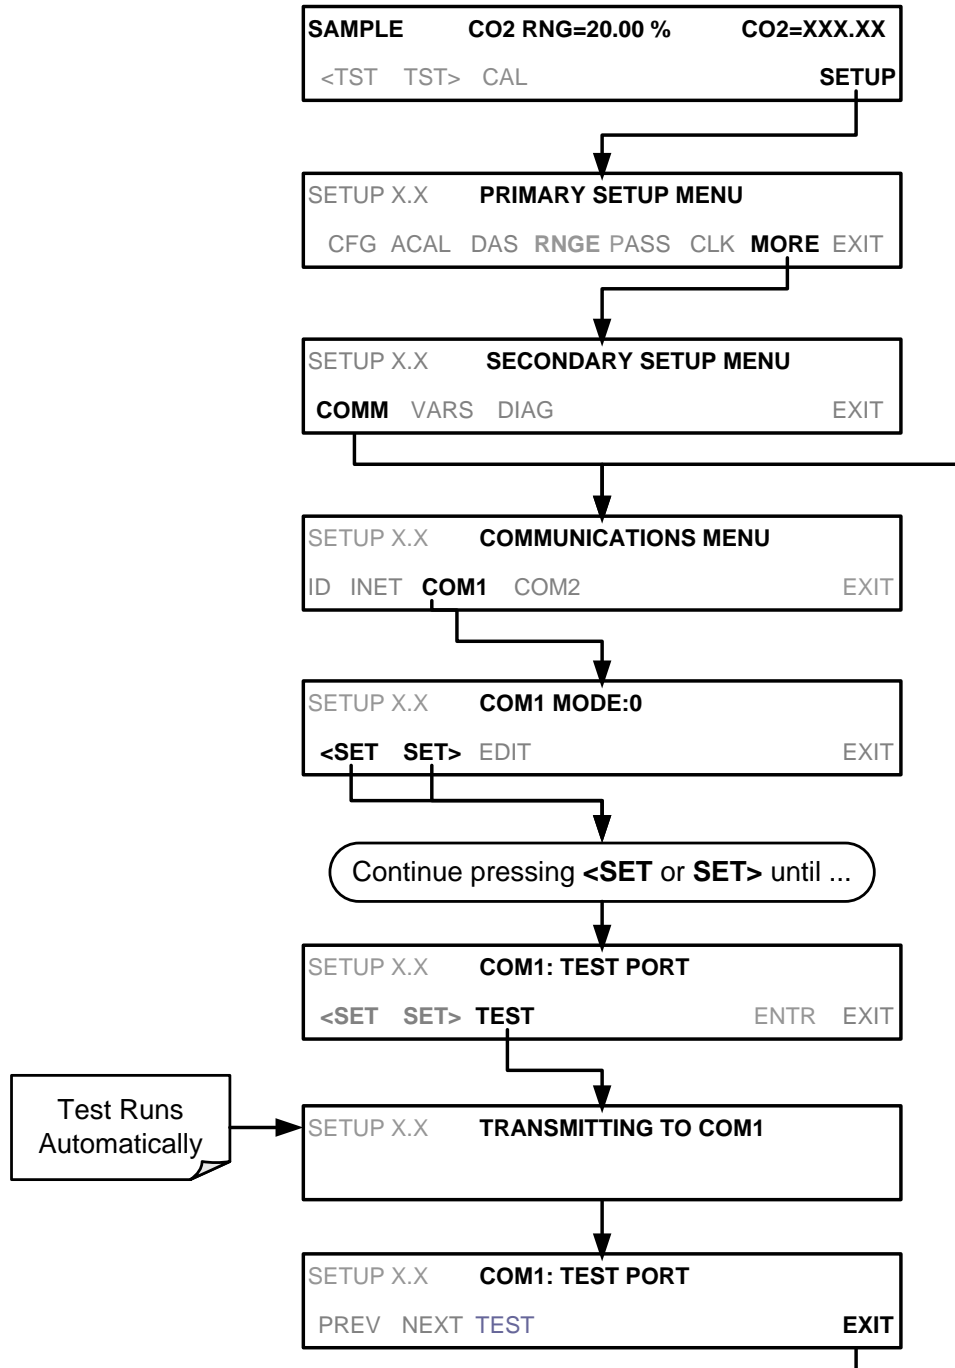 SAMPLE CO2 RNG=20.00 % CO2=XXX.XX
<TST TST> CAL SETUP
SETUP X.X PRIMARY SETUP MENU
CFG ACAL DAS RNGE PASS CLK MORE EXIT
SETUP X.X SECONDARY SETUP MENU
COMM VARS DIAG EXIT
SETUP X.X COMMUNICATIONS MENU
ID INET COM1 COM2 EXIT
SETUP X.X COM1 MODE:0
<SET SET> EDIT EXIT
Continue pressing <SET or SET> until ...
SETUP X.X COM1: TEST PORT
<SET SET> TEST ENTR EXIT
Test Runs
Automatically
SETUP X.X TRANSMITTING TO COM1
SETUP X.X COM1: TEST PORT
PREV NEXT TEST EXIT